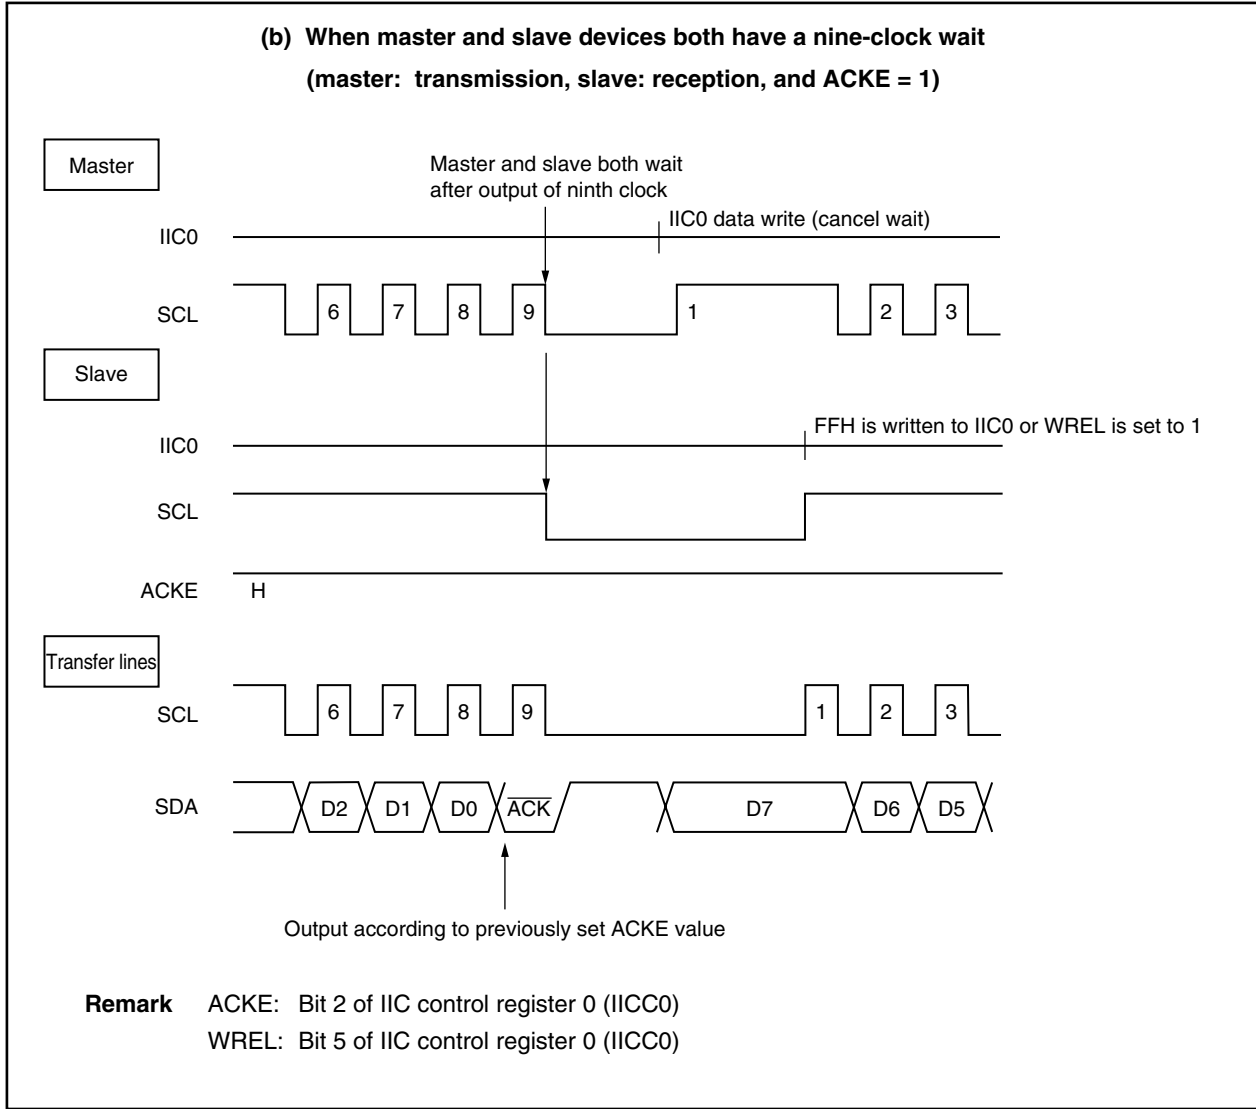 (b) When master and slave devices both have a nine-clock wait
(master: transmission, slave: reception, and ACKE = 1)
Master
Master and slave both wait
after output of ninth clock
IIC0 data write (cancel wait)
IIC0
SCL
6 7 8 9 1 2 3
Slave
FFH is written to IIC0 or WREL is set to 1
IIC0
SCL
ACKE H
Transfer lines
SCL
6 7 8 9 1 2 3
SDA
D2 D1 D0 ACK D7 D6 D5
Output according to previously set ACKE value
Remark ACKE: Bit 2 of IIC control register 0 (IICC0)
WREL: Bit 5 of IIC control register 0 (IICC0)